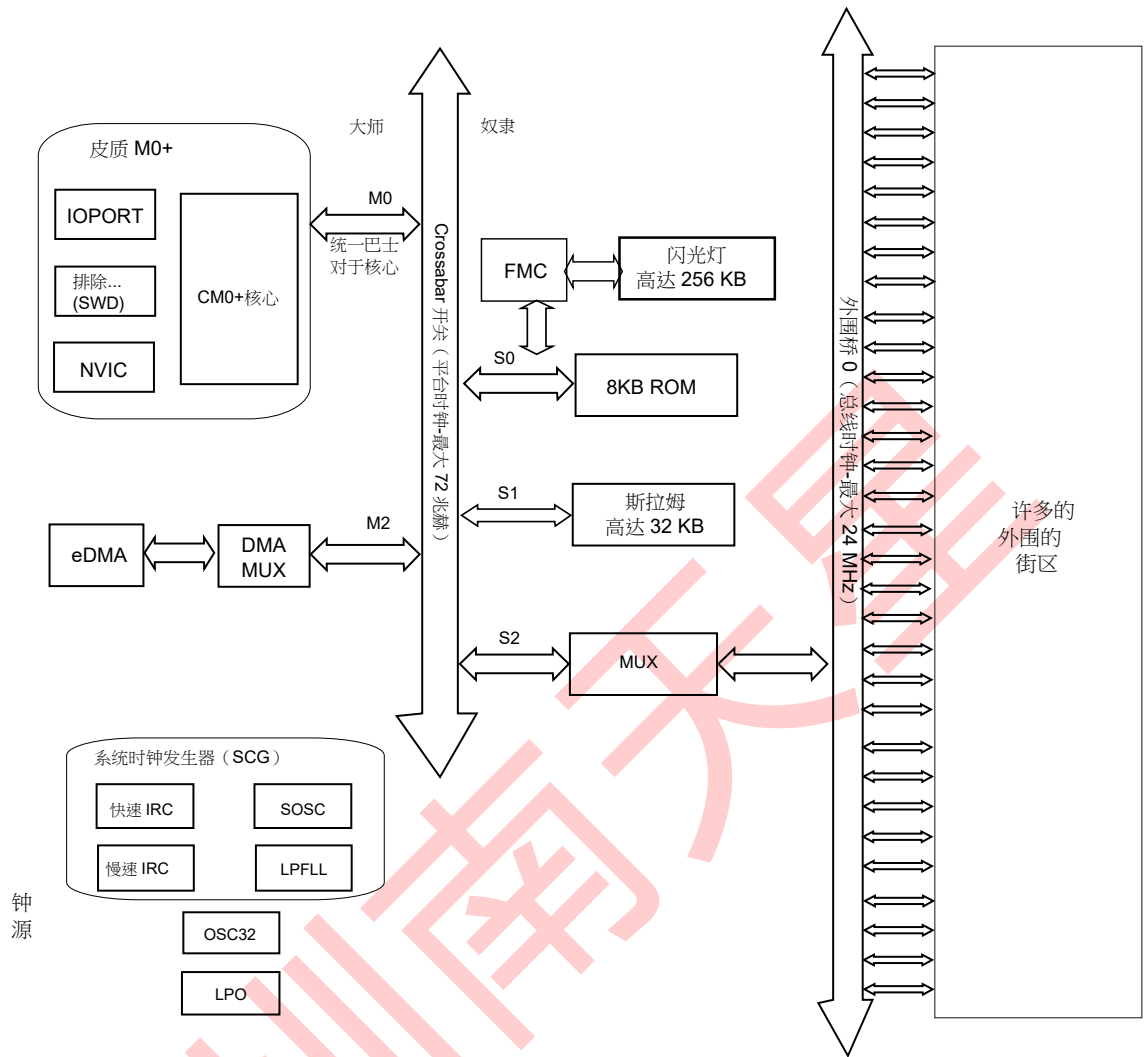 大师
奴隶
皮质 M0+
IOPORT
排除...
(SWD)
NVIC
CM0+核心
M0
统一巴士
对于核心
Crossabar 开关（平台时钟-最大 72 兆赫）
FMC
闪光灯
高达 256 KB
S0
8KB ROM
S1
斯拉姆
高达 32 KB
M2
eDMA
DMA
MUX
S2
MUX
外围桥 0（总线时钟-最大 24 MHz）
许多的
外围的
街区
系统时钟发生器（SCG）
快速 IRC
SOSC
慢速 IRC
LPFLL
钟
源
OSC32
LPO
圳南天星